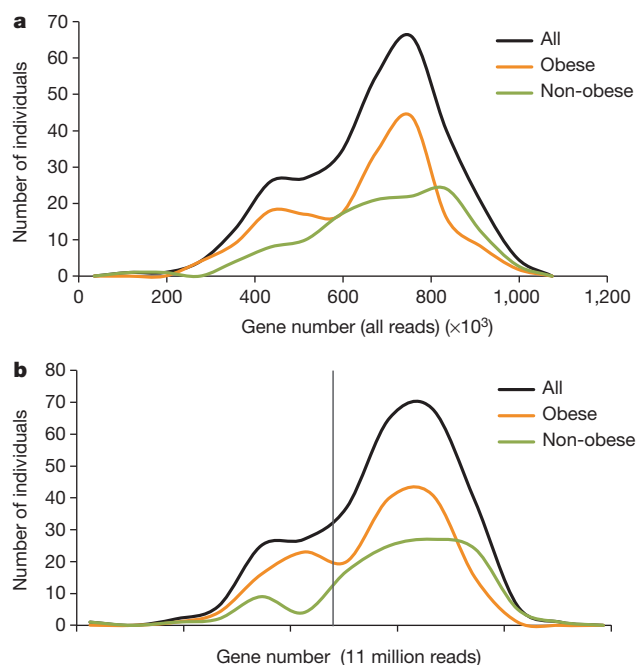 a
70
60
50
40
30
20
10
0
Number of individuals
All
Obese
Non-obese
0 200 400 600 800 1,000 1,200
Gene number (all reads) (×10³)
b
80
70
60
50
40
30
20
10
0
Number of individuals
All
Obese
Non-obese
Gene number (11 million reads)